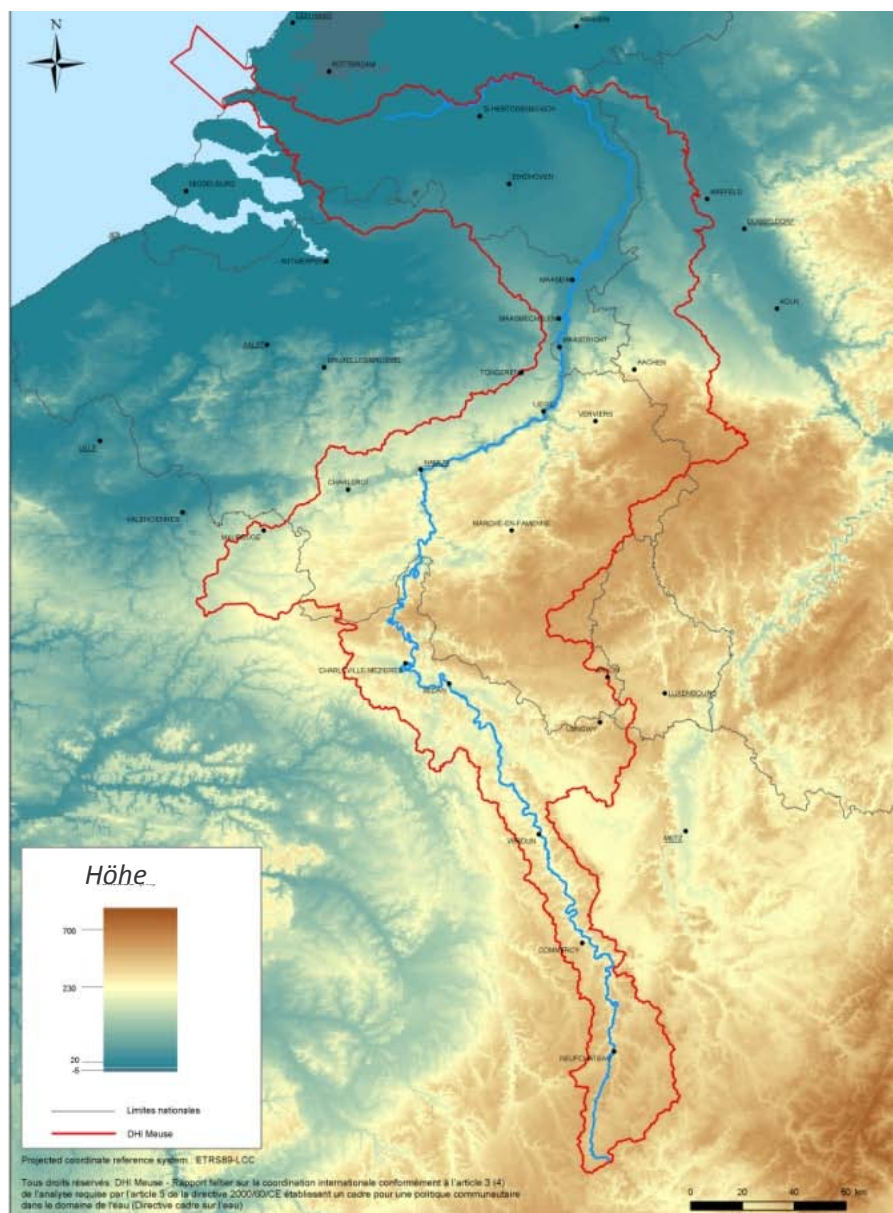 N
ROTTERDAM
S-HERTOGENBOSCH
EINDHOVEN
KREFELD
DUSSELDORF
MIDDELBURG
ANTWERPEN
MAASEIK
MAASMECHELEN
KOLN
MAASTRICHT
AALST
AACHEN
TONGEREN
LIEGE
VERVIERS
LILLE
NAMUR
CHARLEROI
VALENCIENNES
MAUBEUGE
MARCHE-EN-FAMENNE
CHARLEVILLE-MEZIERES
SEDAN
LUXEMBOURG
LONGWY
VERDUN
METZ
COMMERCY
NEUFCHATEAU
Höhe
700
230
20
-5
Limites nationales
DHI Meuse
Projected coordinate reference system : ETRS89-LCC
Tous droits réservés. DHI Meuse - Rapport faîtier sur la coordination internationale conformément à l'article 3 (4)
de l'analyse requise par l'article 5 de la directive 2000/60/CE établissant un cadre pour une politique communautaire
dans le domaine de l'eau (Directive cadre sur l'eau)
0 20 40 60 km